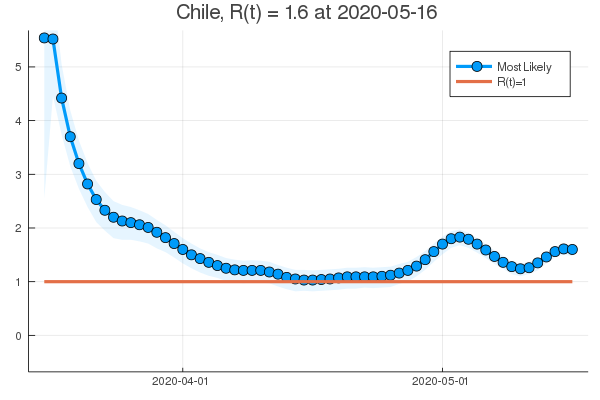 Chile, R(t) = 1.6 at 2020-05-16
Most Likely
R(t)=1
5
4
3
2
1
0
2020-04-01
2020-05-01